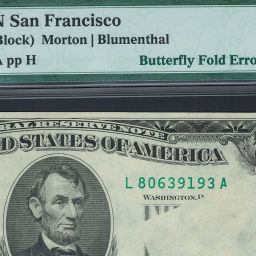 N San Francisco
Block) Morton | Blumenthal
A pp H Butterfly Fold Erro
RAL RESERVE NOTE
STATES OF AMERICA
L 80639193 A
WASHINGTON, D